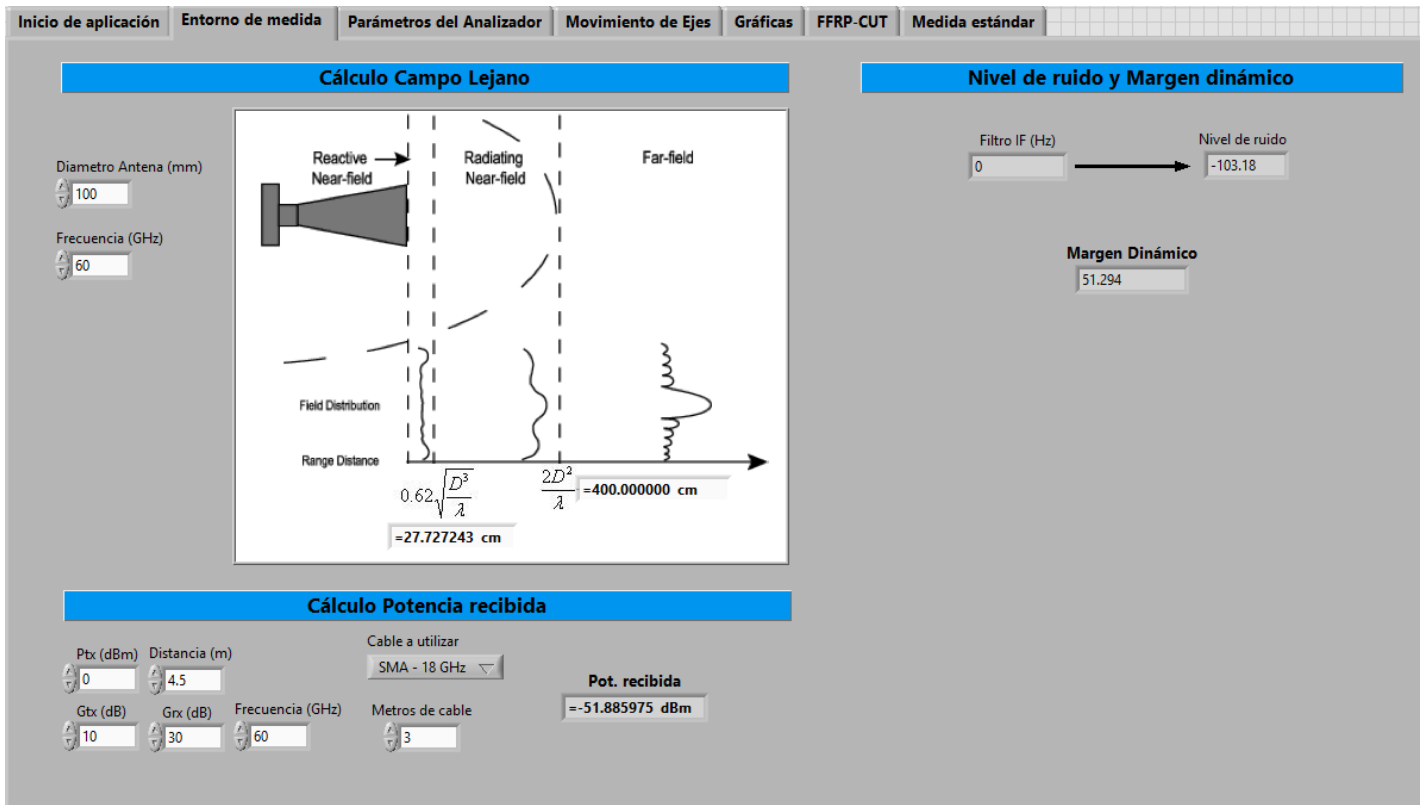 Inicio de aplicación
Entorno de medida
Parámetros del Analizador
Movimiento de Ejes
Gráficas
FFRP-CUT
Medida estándar
Cálculo Campo Lejano
Diametro Antena (mm)
100
Frecuencia (GHz)
60
Reactive
Near-field
Radiating
Near-field
Far-field
Field Distribution
Range Distance
0.62√(D³/λ)
=27.727243 cm
2D²/λ
=400.000000 cm
Cálculo Potencia recibida
Ptx (dBm)
0
Distancia (m)
4.5
Gtx (dB)
10
Grx (dB)
30
Frecuencia (GHz)
60
Cable a utilizar
SMA - 18 GHz
Metros de cable
3
Pot. recibida
=-51.885975 dBm
Nivel de ruido y Margen dinámico
Filtro IF (Hz)
0
Nivel de ruido
-103.18
Margen Dinámico
51.294